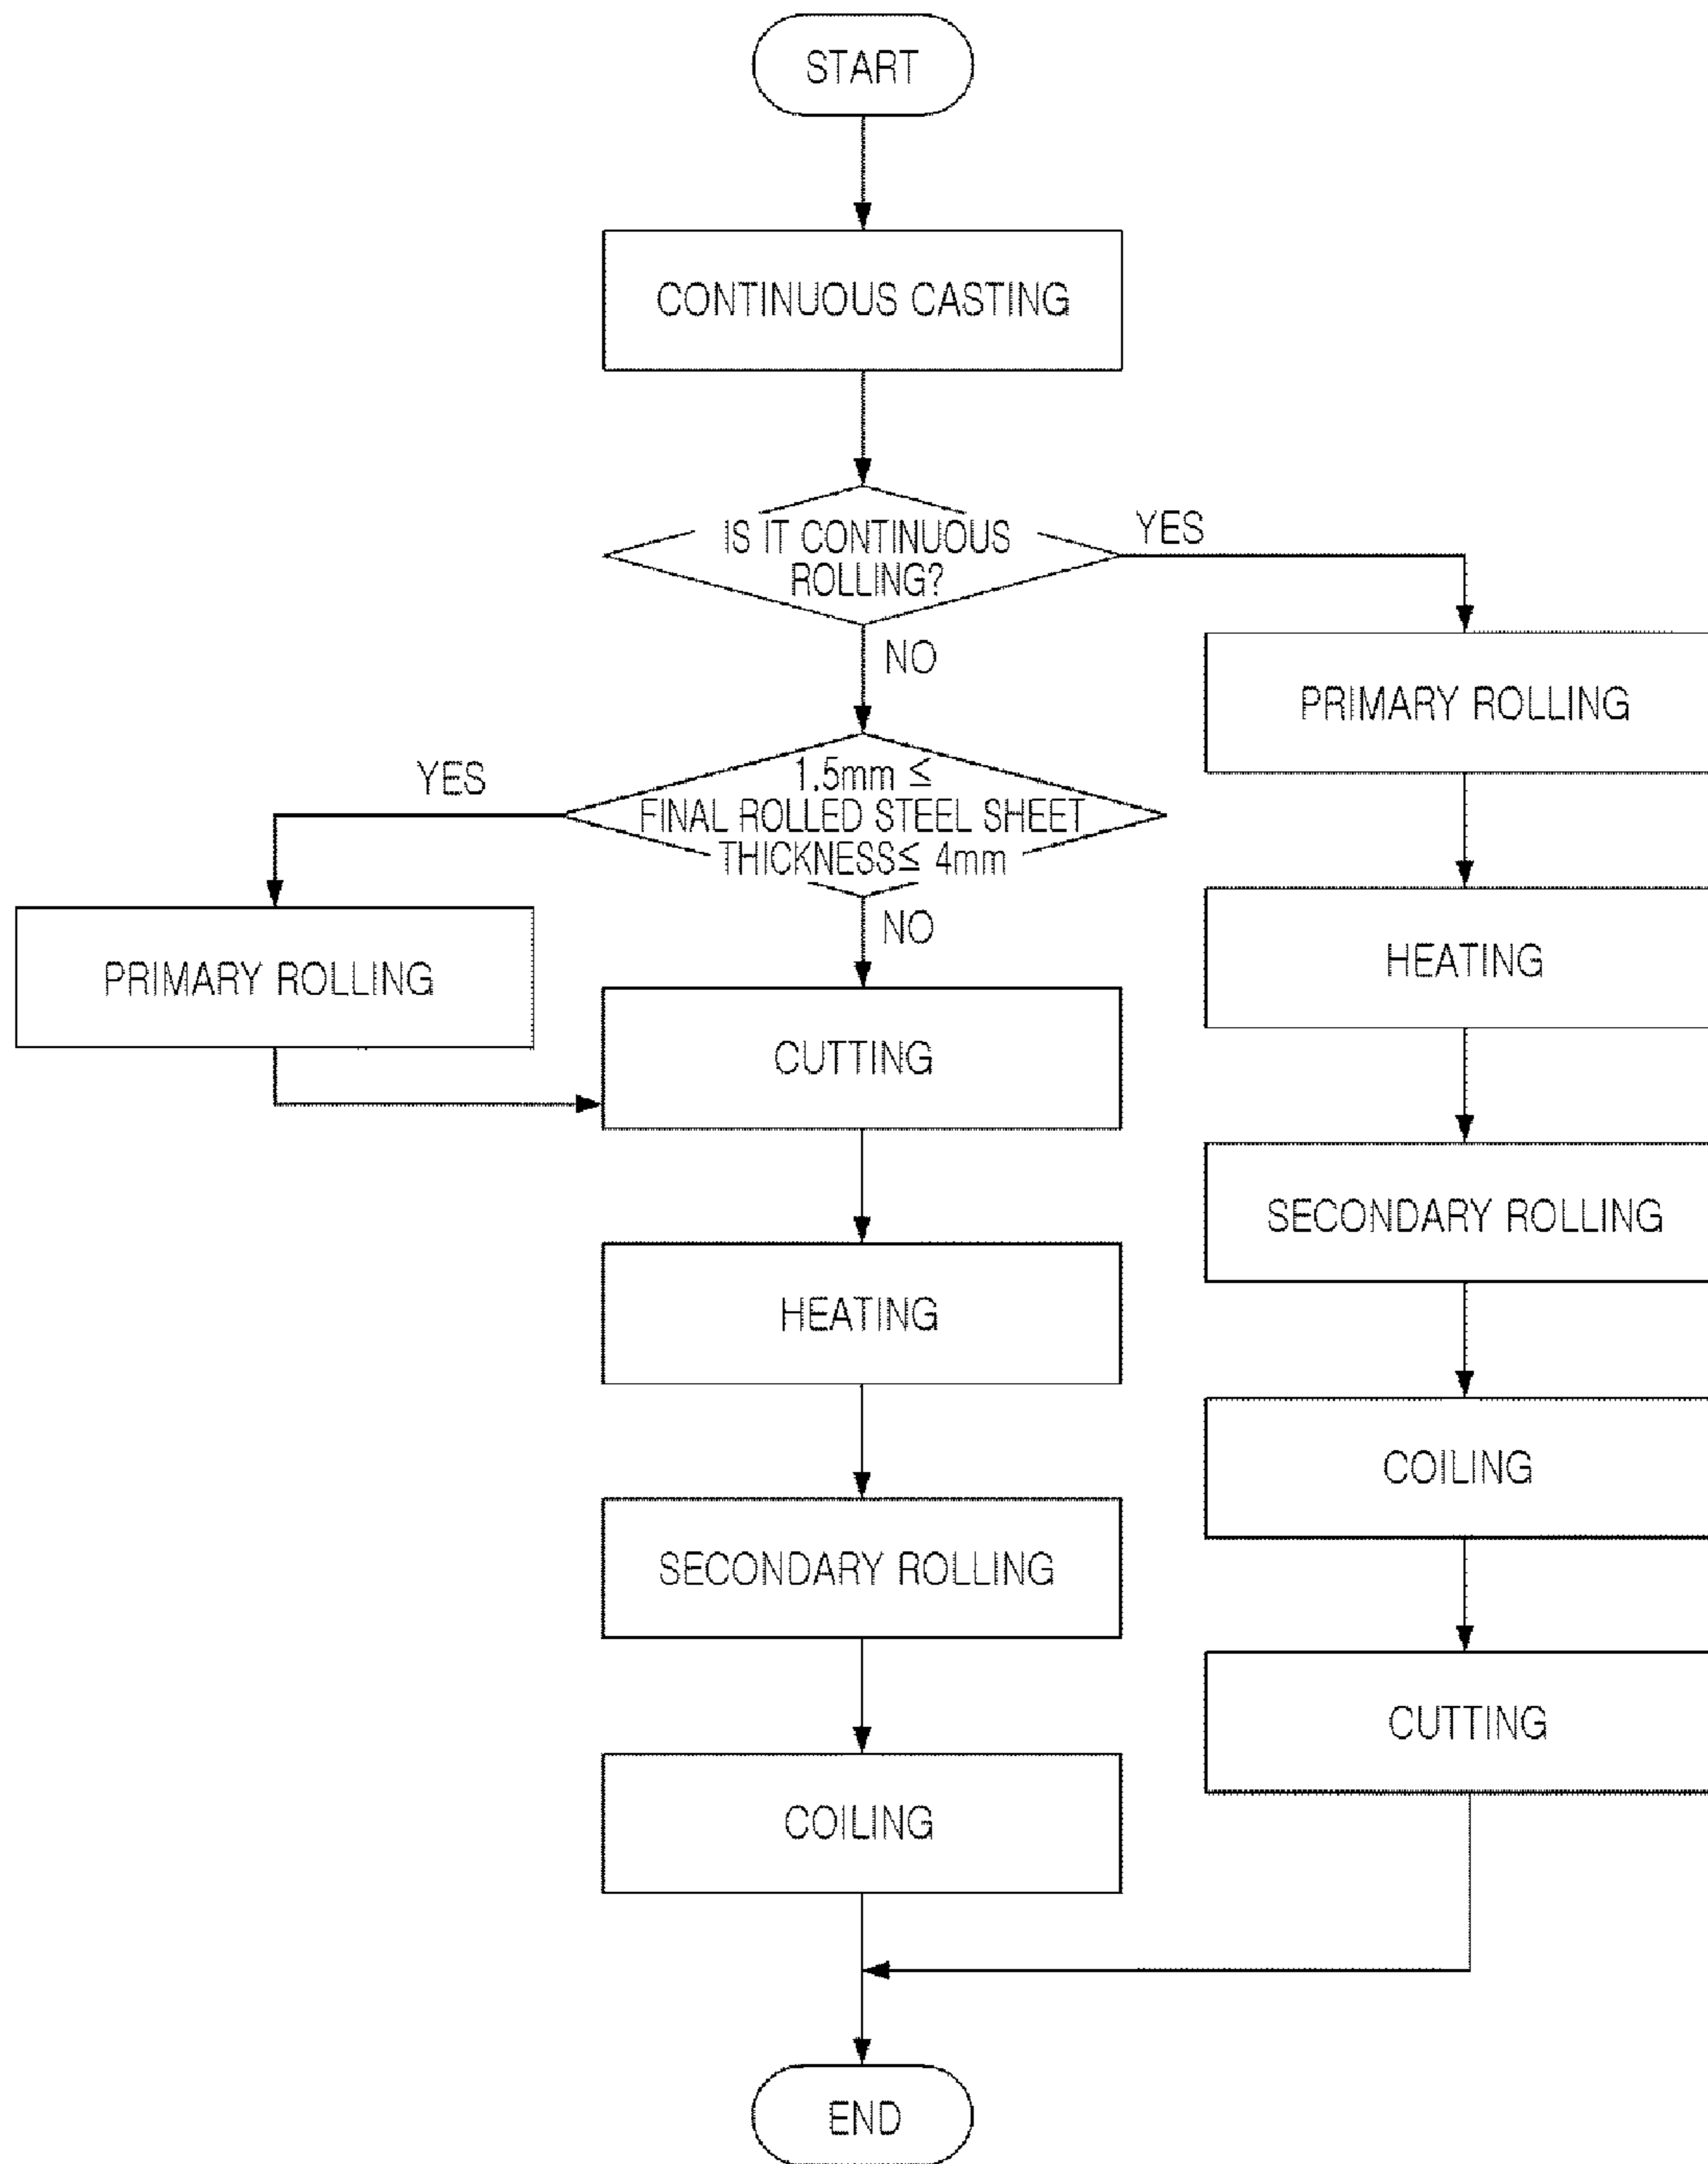 START
CONTINUOUS CASTING
IS IT CONTINUOUS
ROLLING?
YES
NO
PRIMARY ROLLING
1.5mm ≤
FINAL ROLLED STEEL SHEET
THICKNESS≤ 4mm
YES
NO
PRIMARY ROLLING
HEATING
CUTTING
SECONDARY ROLLING
HEATING
COILING
SECONDARY ROLLING
CUTTING
COILING
END